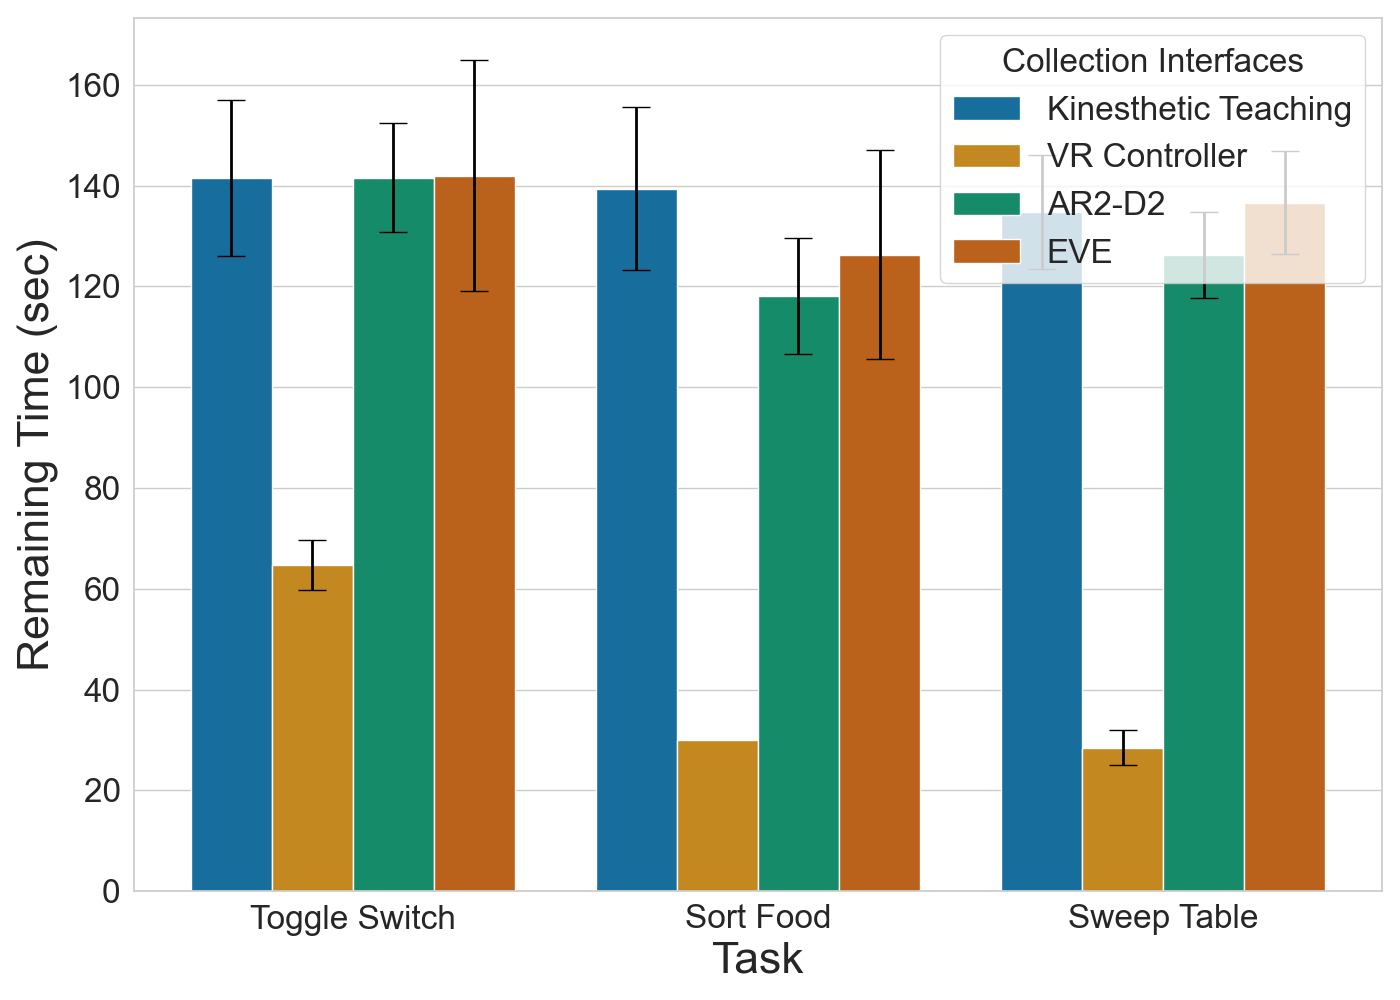 Collection Interfaces
Kinesthetic Teaching
VR Controller
AR2-D2
EVE
Remaining Time (sec)
160
140
120
100
80
60
40
20
0
Toggle Switch
Sort Food
Sweep Table
Task